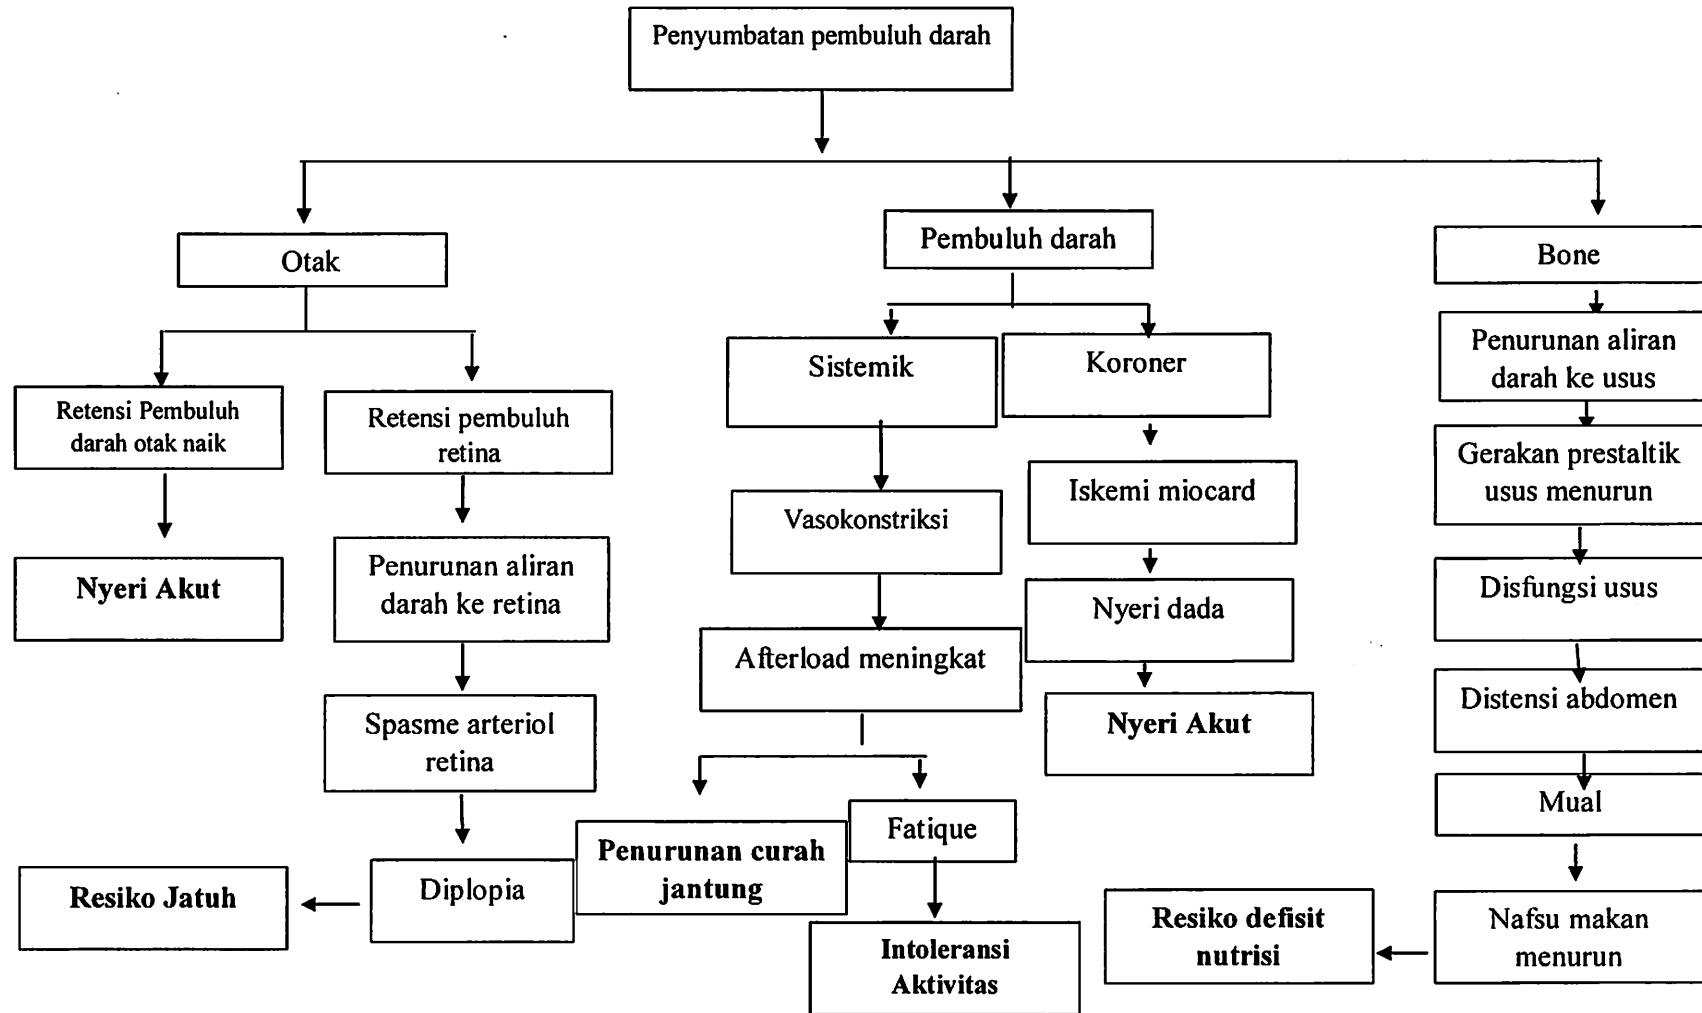 Penyumbatan pembuluh darah
Otak
Pembuluh darah
Bone
Retensi Pembuluh
darah otak naik
Retensi pembuluh
retina
Sistemik
Koroner
Penurunan aliran
darah ke usus
Nyeri Akut
Penurunan aliran
darah ke retina
Vasokonstriksi
Iskemi miocard
Gerakan prestaltik
usus menurun
Spasme arteriol
retina
Afterload meningkat
Nyeri dada
Disfungsi usus
Nyeri Akut
Distensi abdomen
Resiko Jatuh
Diplopia
Penurunan curah
jantung
Fatique
Mual
Intoleransi
Aktivitas
Resiko defisit
nutrisi
Nafsu makan
menurun